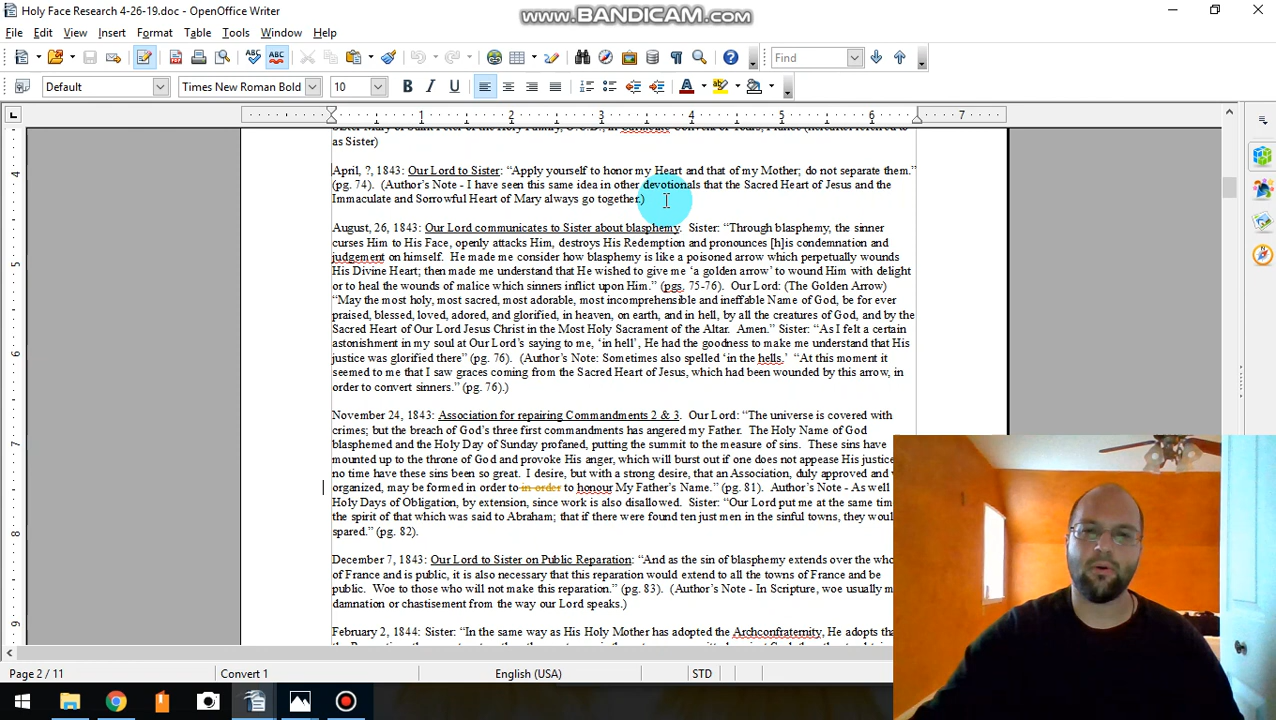 Holy Face Research 4-26-19.doc - OpenOffice Writer
www.BANDICAM.com
File Edit View Insert Format Table Tools Window Help
Find
Default Times New Roman Bold 10
1 2 3 4 5 6 7
as Sister)
April, ?, 1843: Our Lord to Sister: “Apply yourself to honor my Heart and that of my Mother; do not separate them.”
(pg. 74). (Author’s Note - I have seen this same idea in other devotionals that the Sacred Heart of Jesus and the
Immaculate and Sorrowful Heart of Mary always go together.)
August, 26, 1843: Our Lord communicates to Sister about blasphemy. Sister: “Through blasphemy, the sinner
curses Him to His Face, openly attacks Him, destroys His Redemption and pronounces [h]is condemnation and
judgement on himself. He made me consider how blasphemy is like a poisoned arrow which perpetually wounds
His Divine Heart; then made me understand that He wished to give me ‘a golden arrow’ to wound Him with delight
or to heal the wounds of malice which sinners inflict upon Him.” (pgs, 75-76). Our Lord: (The Golden Arrow)
“May the most holy, most sacred, most adorable, most incomprehensible and ineffable Name of God, be for ever
praised, blessed, loved, adored, and glorified, in heaven, on earth, and in hell, by all the creatures of God, and by the
Sacred Heart of Our Lord Jesus Christ in the Most Holy Sacrament of the Altar. Amen.” Sister: “As I felt a certain
astonishment in my soul at Our Lord’s saying to me, ‘in hell’, He had the goodness to make me understand that His
justice was glorified there” (pg. 76). (Author’s Note: Sometimes also spelled ‘in the hells.’ “At this moment it
seemed to me that I saw graces coming from the Sacred Heart of Jesus, which had been wounded by this arrow, in
order to convert sinners.” (pg. 76).)
November 24, 1843: Association for repairing Commandments 2 & 3. Our Lord: “The universe is covered with
crimes; but the breach of God’s three first commandments has angered my Father. The Holy Name of God
blasphemed and the Holy Day of Sunday profaned, putting the summit to the measure of sins. These sins have
mounted up to the throne of God and provoke His anger, which will burst out if one does not appease His justice
no time have these sins been so great. I desire, but with a strong desire, that an Association, duly approved and
organized, may be formed in order to in order to honour My Father’s Name.” (pg. 81). Author’s Note - As well
Holy Days of Obligation, by extension, since work is also disallowed. Sister: “Our Lord put me at the same time
the spirit of that which was said to Abraham; that if there were found ten just men in the sinful towns, they
spared.” (pg. 82).
December 7, 1843: Our Lord to Sister on Public Reparation: “And as the sin of blasphemy extends over the
of France and is public, it is also necessary that this reparation would extend to all the towns of France and be
public. Woe to those who will not make this reparation.” (pg. 83). (Author’s Note - In Scripture, woe usually
damnation or chastisement from the way our Lord speaks.)
February 2, 1844: Sister: “In the same way as His Holy Mother has adopted the Archconfraternity, He adopts
4
5
6
7
8
9
Page 2 / 11 Convert 1 English (USA) STD